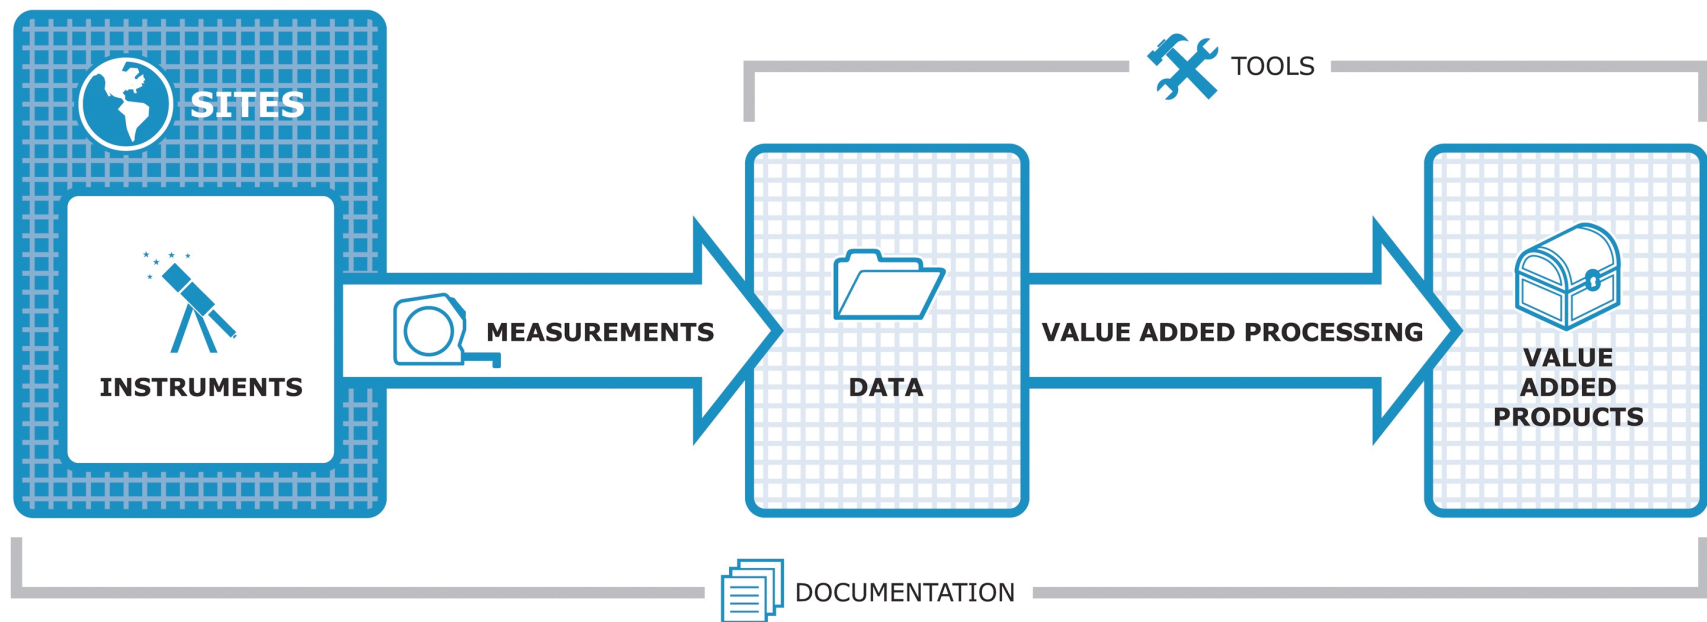 SITES
INSTRUMENTS
MEASUREMENTS
TOOLS
DATA
VALUE ADDED PROCESSING
VALUE
ADDED
PRODUCTS
DOCUMENTATION